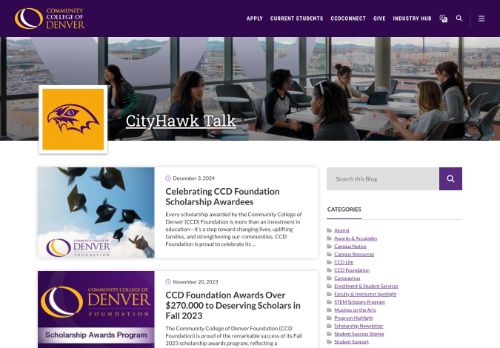 COMMUNITY
COLLEGE OF
DENVER
APPLY CURRENT STUDENTS CCDCONNECT GIVE INDUSTRY HUB
CityHawk Talk
December 3, 2024
Celebrating CCD Foundation
Scholarship Awardees
Every scholarship awarded by the Community College of
Denver (CCD) Foundation is more than an investment in
education—it's a step toward changing lives, uplifting
families, and strengthening our communities. CCD
Foundation is proud to celebrate its ...
COMMUNITY COLLEGE OF
DENVER
FOUNDATION
November 20, 2023
CCD Foundation Awards Over
$270,000 to Deserving Scholars in
Fall 2023
The Community College of Denver Foundation (CCD
Foundation) is proud of the remarkable success of its Fall
2023 scholarship awards program, reflecting a
COMMUNITY COLLEGE OF
DENVER
FOUNDATION
Scholarship Awards Program
Search this Blog
CATEGORIES
Alumni
Awards & Accolades
Campus Notice
Campus Resources
CCD Life
CCD Foundation
Coronavirus
Enrollment & Student Services
Faculty & Instructor Spotlight
STEM Scholars Program
Musings on the Arts
Program Highlight
Scholarship Newsletter
Student Success Stories
Student Support